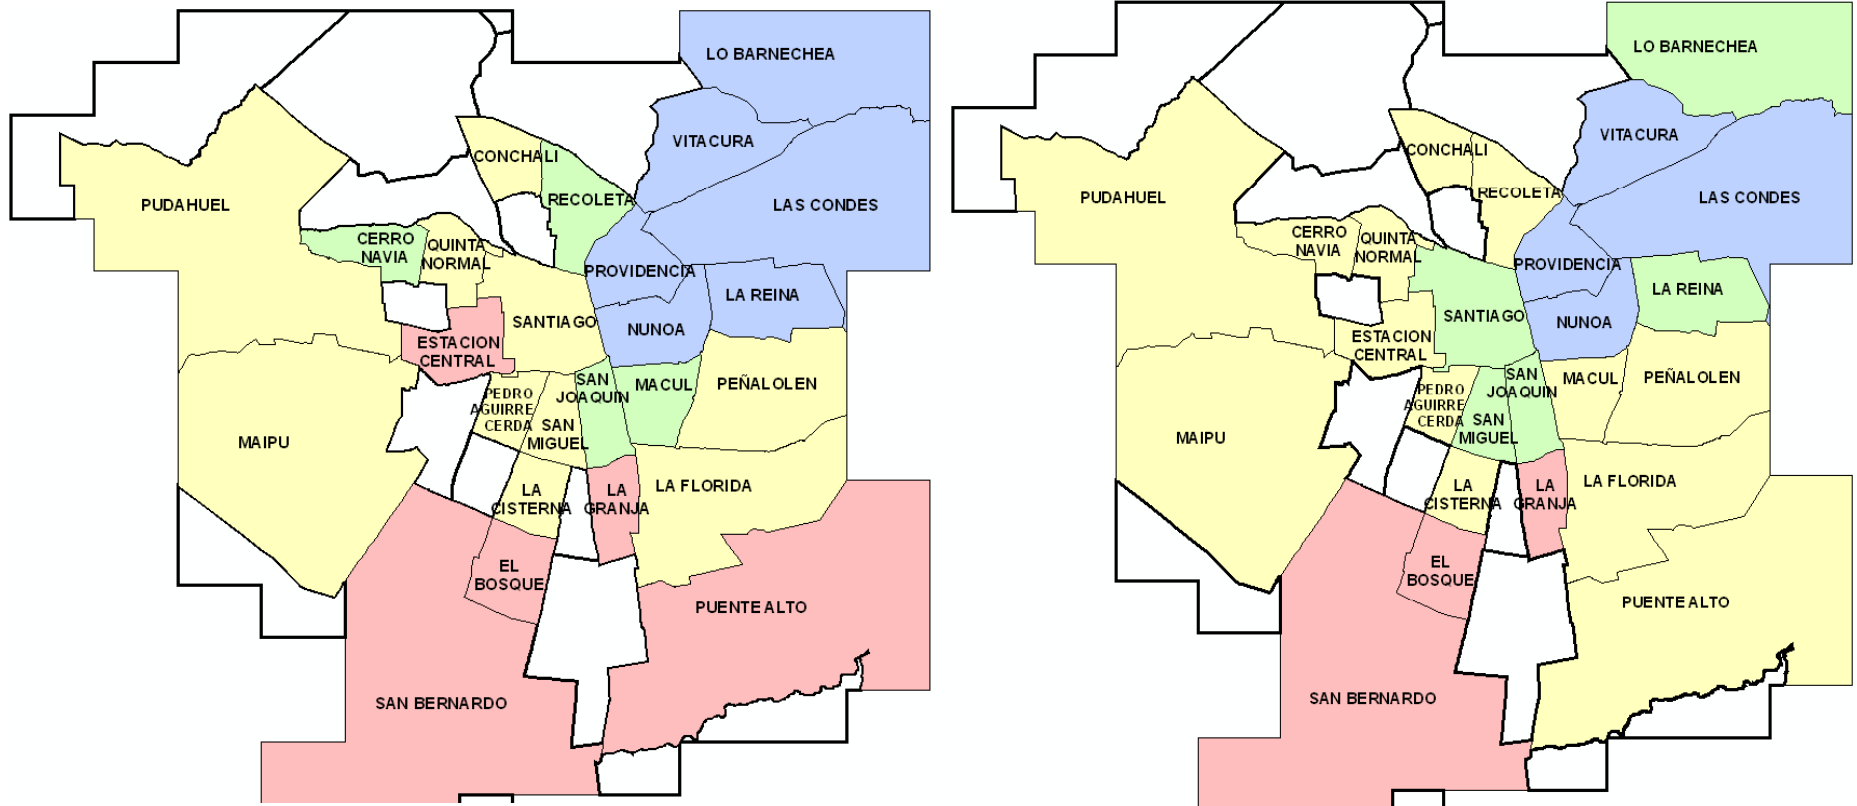 LO BARNECHEA
VITACURA
CONCHALI
RECOLETA
PUDAHUEL
LAS CONDES
CERRO
NAVIA
QUINTA
NORMAL
PROVIDENCIA
LA REINA
SANTIAGO
NUNOA
ESTACION
CENTRAL
SAN
JOAQUIN
MACUL
PEÑALOLEN
PEDRO
AGUIRRE
CERDA
SAN
MIGUEL
MAIPU
LA
CISTERNA
LA
GRANJA
LA FLORIDA
EL
BOSQUE
PUENTE ALTO
SAN BERNARDO
LO BARNECHEA
VITACURA
CONCHALI
RECOLETA
PUDAHUEL
LAS CONDES
CERRO
NAVIA
QUINTA
NORMAL
PROVIDENCIA
LA REINA
SANTIAGO
NUNOA
ESTACION
CENTRAL
SAN
JOAQUIN
MACUL
PEÑALOLEN
PEDRO
AGUIRRE
CERDA
SAN
MIGUEL
MAIPU
LA
CISTERNA
LA
GRANJA
LA FLORIDA
EL
BOSQUE
PUENTE ALTO
SAN BERNARDO